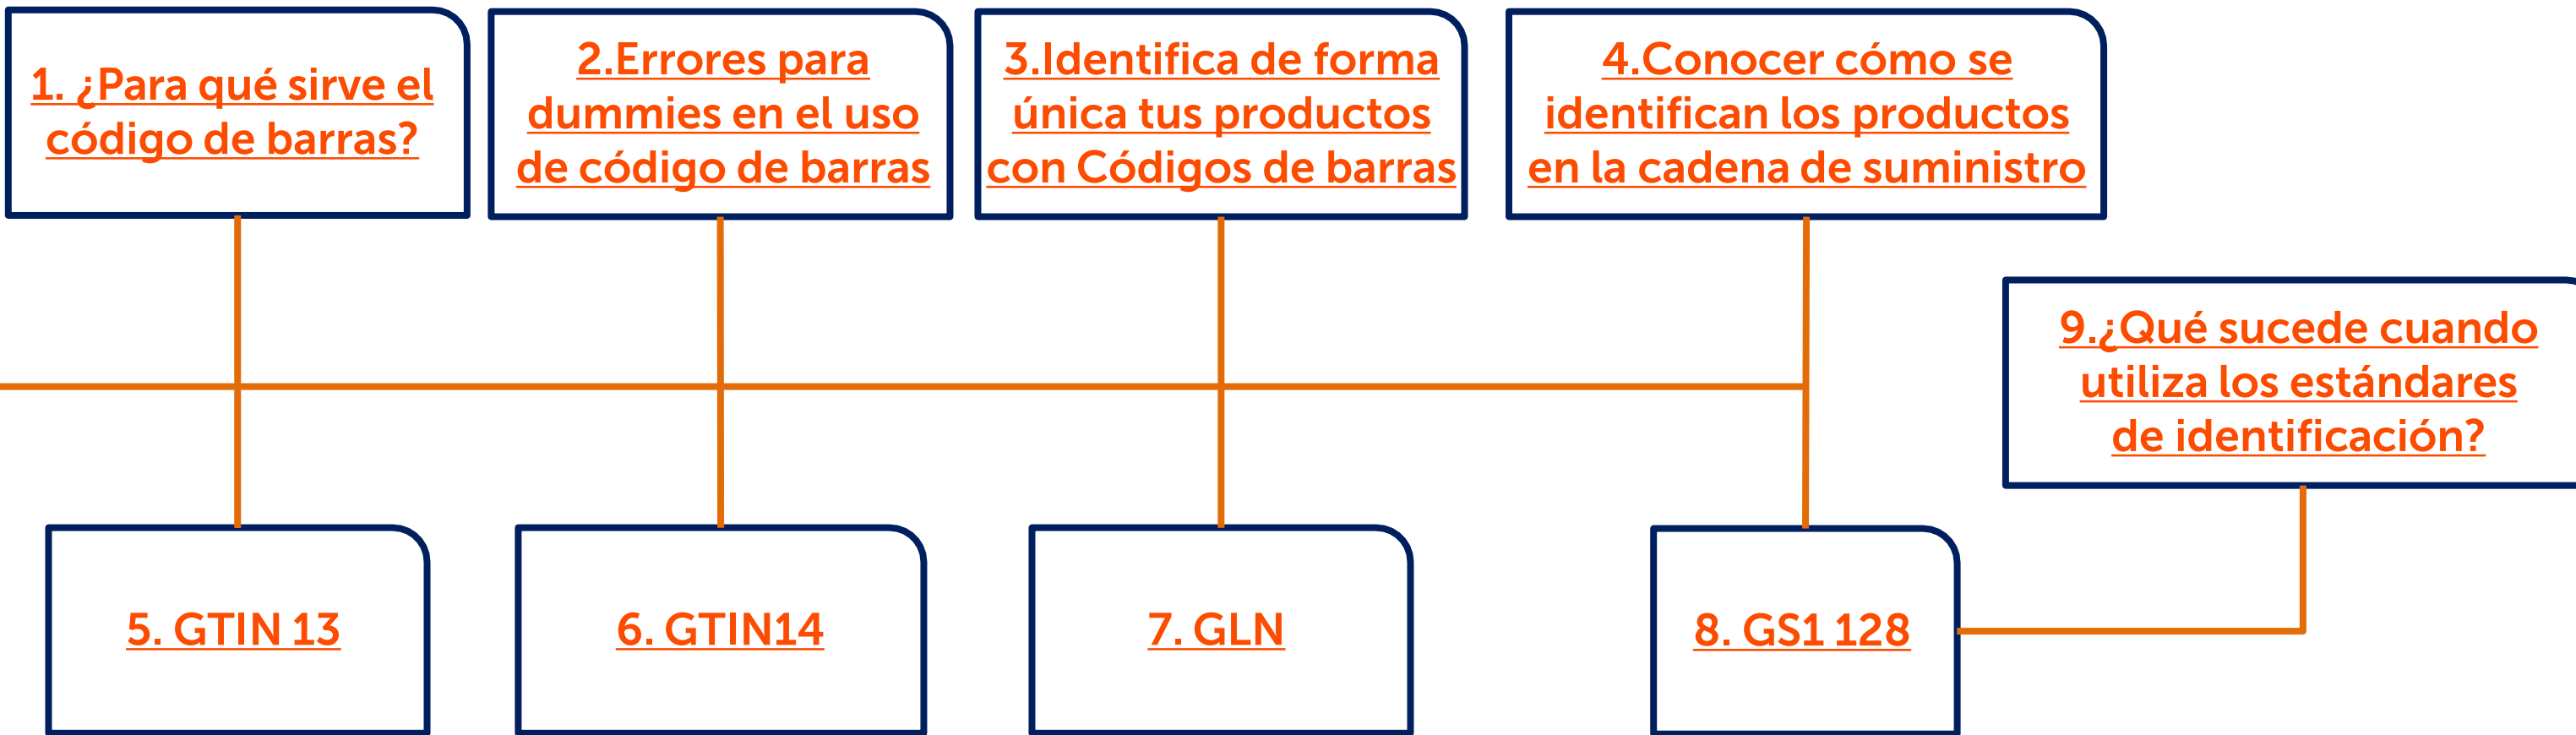 1. ¿Para qué sirve el
código de barras?
2.Errores para
dummies en el uso
de código de barras
3.Identifica de forma
única tus productos
con Códigos de barras
4.Conocer cómo se
identifican los productos
en la cadena de suministro
5. GTIN 13
6. GTIN14
7. GLN
8. GS1 128
9.¿Qué sucede cuando
utiliza los estándares
de identificación?